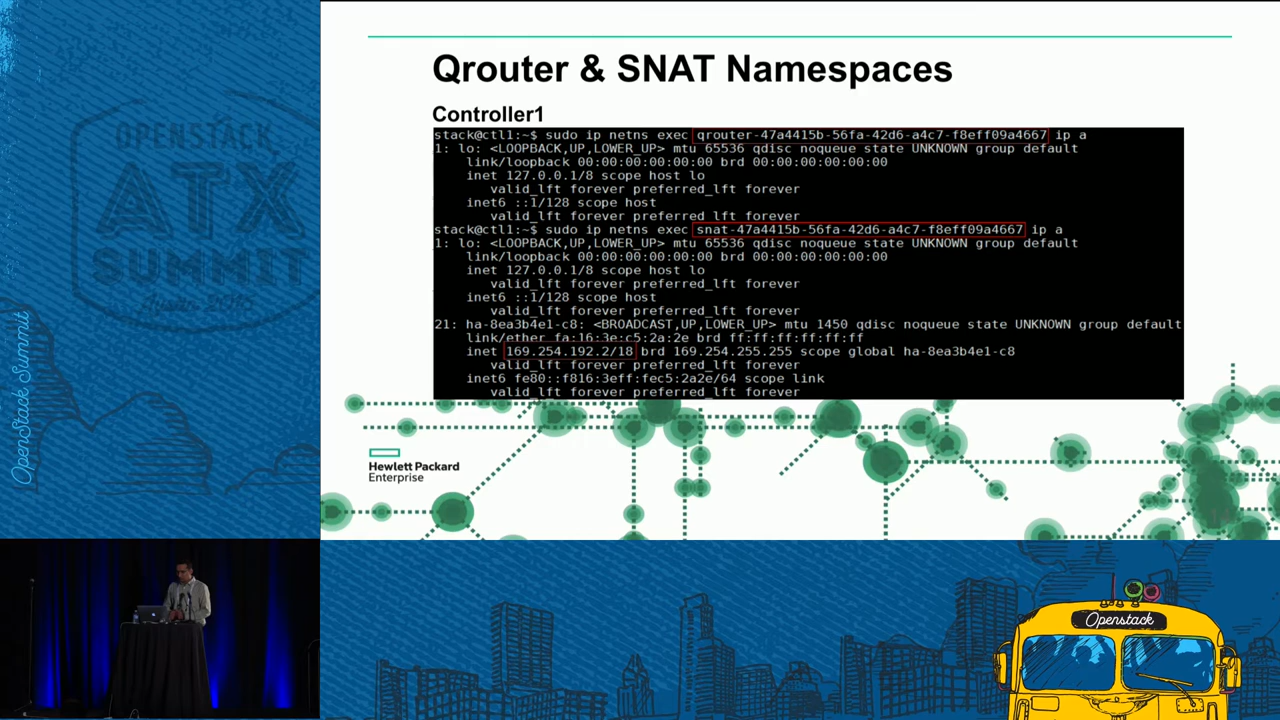 Qrouter & SNAT Namespaces
Controller1
stack@ctl1:~$ sudo ip netns exec qrouter-47a4415b-56fa-42d6-a4c7-f8eff09a4667 ip a
1: lo: <LOOPBACK,UP,LOWER_UP> mtu 65536 qdisc noqueue state UNKNOWN group default
link/loopback 00:00:00:00:00:00 brd 00:00:00:00:00:00
inet 127.0.0.1/8 scope host lo
valid_lft forever preferred_lft forever
inet6 ::1/128 scope host
valid_lft forever preferred_lft forever
stack@ctl1:~$ sudo ip netns exec snat-47a4415b-56fa-42d6-a4c7-f8eff09a4667 ip a
1: lo: <LOOPBACK,UP,LOWER_UP> mtu 65536 qdisc noqueue state UNKNOWN group default
link/loopback 00:00:00:00:00:00 brd 00:00:00:00:00:00
inet 127.0.0.1/8 scope host lo
valid_lft forever preferred_lft forever
inet6 ::1/128 scope host
valid_lft forever preferred_lft forever
21: ha-8ea3b4e1-c8: <BROADCAST,UP,LOWER_UP> mtu 1450 qdisc noqueue state UNKNOWN group default
link/ether fa:16:3e:c5:2a:2e brd ff:ff:ff:ff:ff:ff
inet 169.254.192.2/18 brd 169.254.255.255 scope global ha-8ea3b4e1-c8
valid_lft forever preferred_lft forever
inet6 fe80::f816:3eff:fec5:2a2e/64 scope link
valid_lft forever preferred_lft forever
Hewlett Packard
Enterprise
OPENSTACK
ATX
SUMMIT
Austin 2016
OpenStack Summit
Openstack